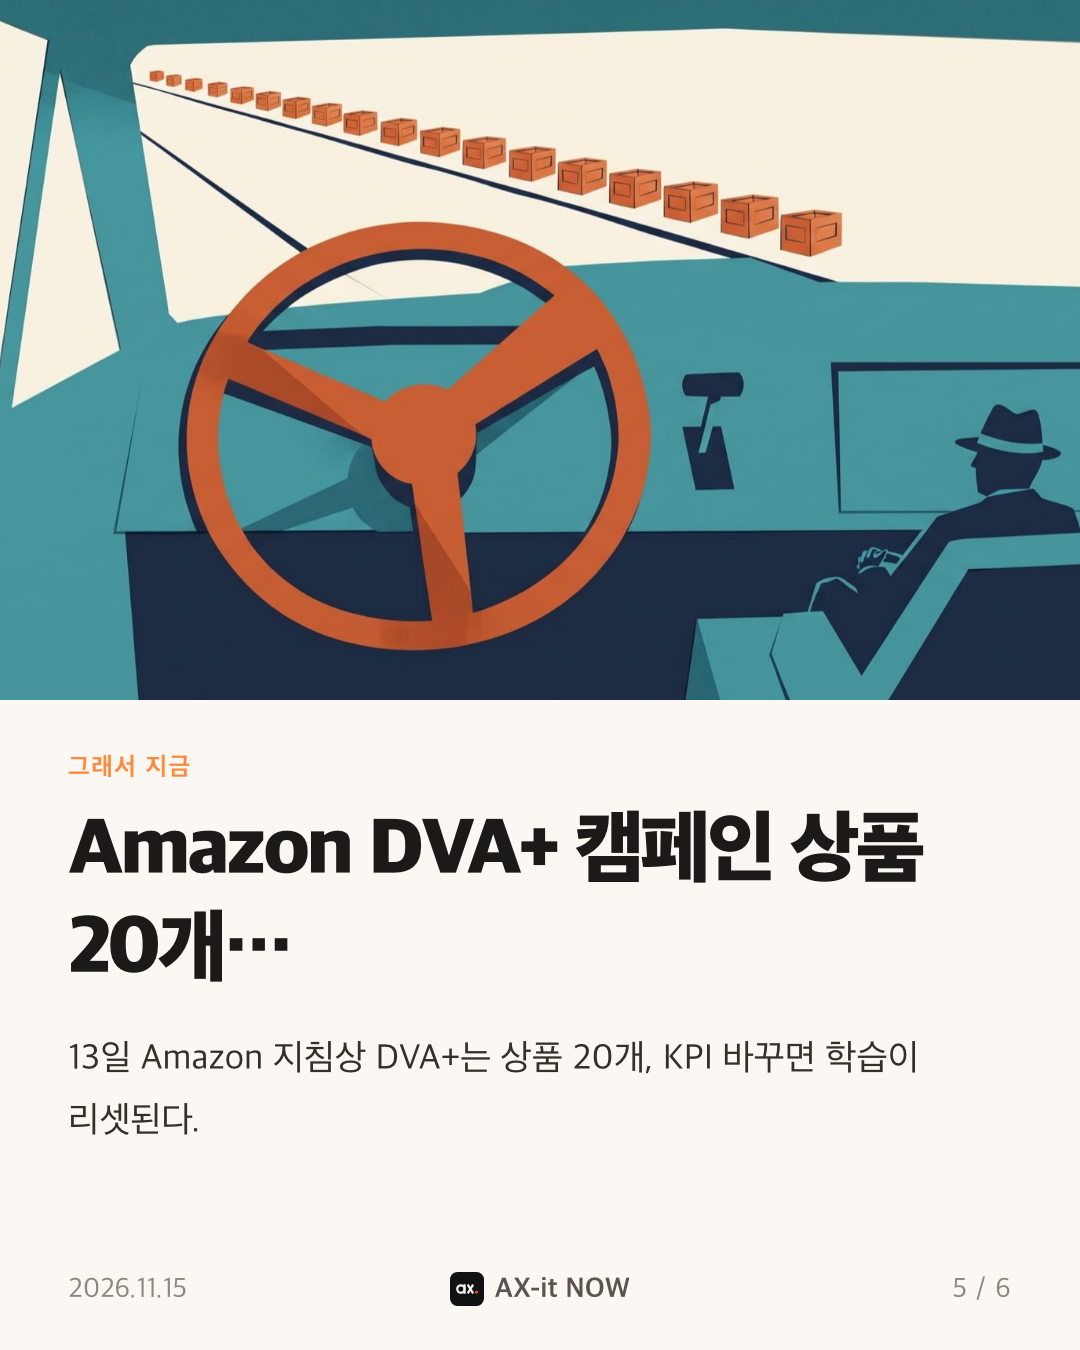 그래서 지금
Amazon DVA+ 캠페인 상품
20개…
13일 Amazon 지침상 DVA+는 상품 20개, KPI 바꾸면 학습이
리셋된다.
2026.11.15
ax. AX-it NOW
5 / 6